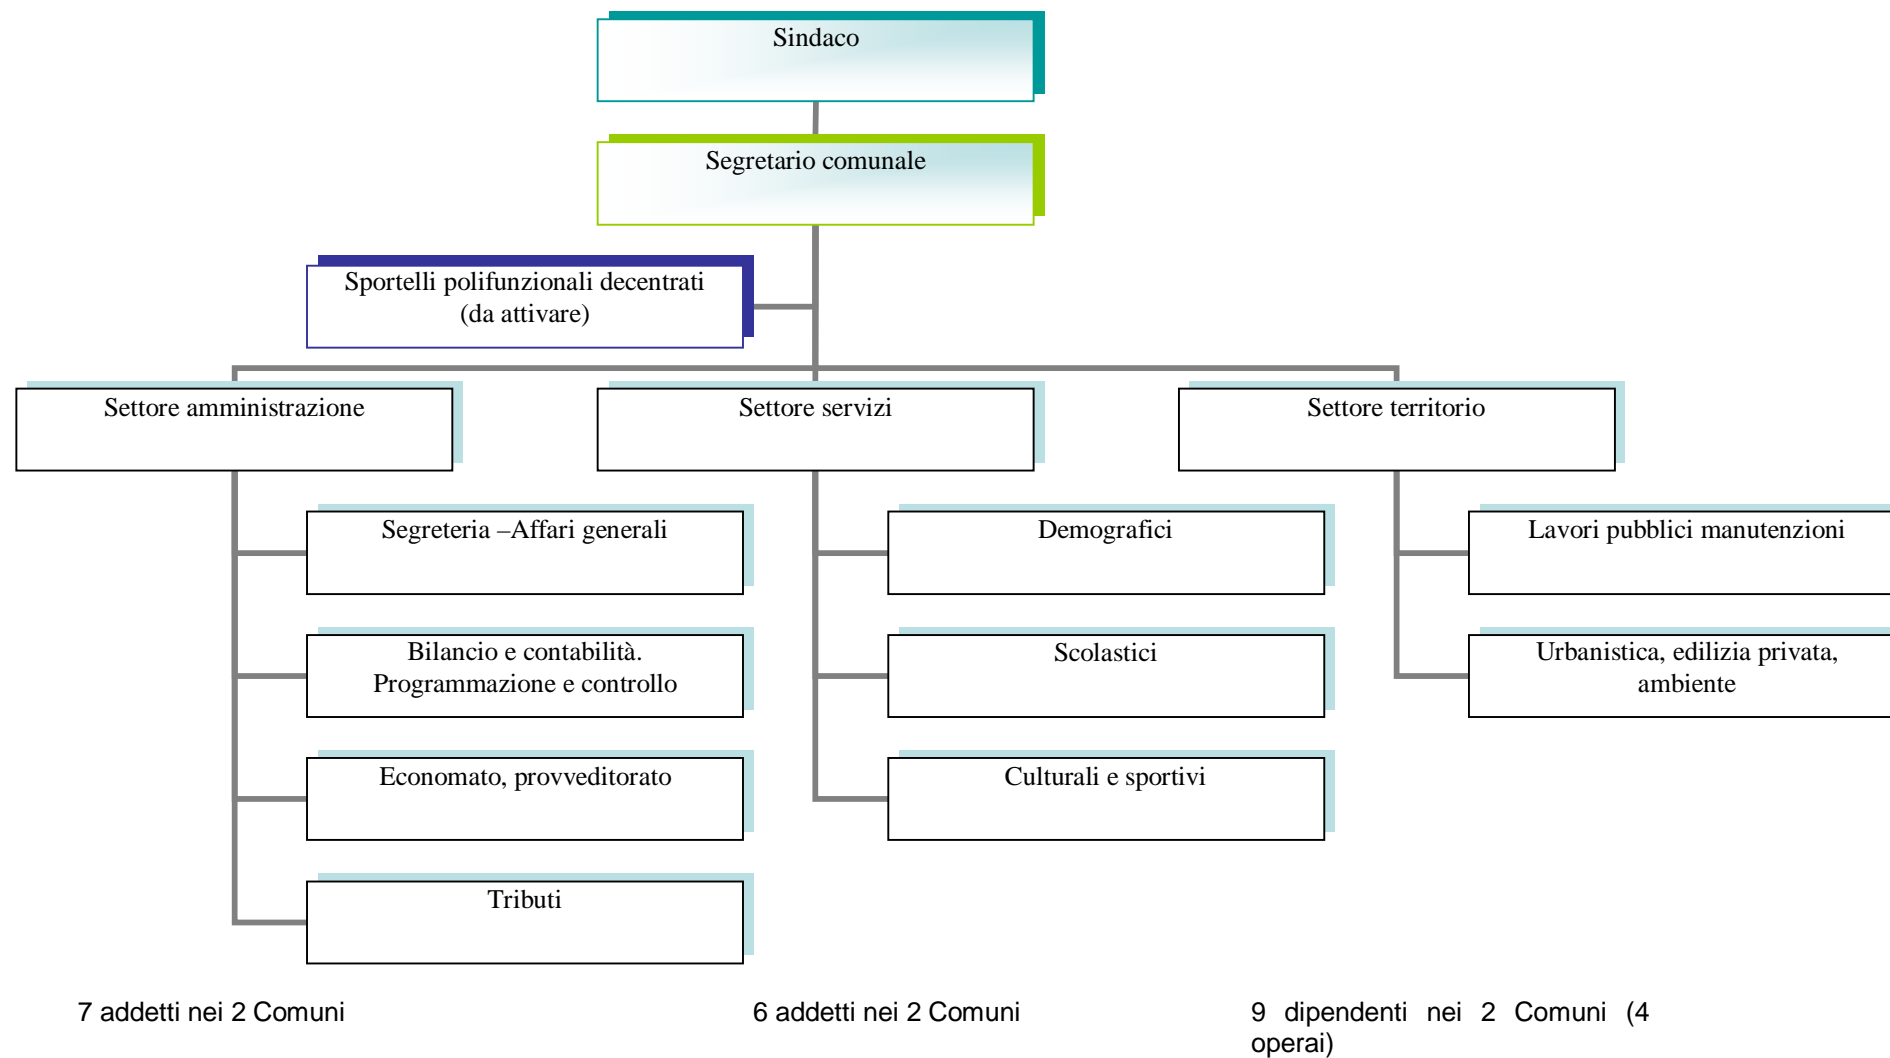 Sindaco
Segretario comunale
Sportelli polifunzionali decentrati
(da attivare)
Settore amministrazione
Settore servizi
Settore territorio
Segreteria –Affari generali
Demografici
Lavori pubblici manutenzioni
Bilancio e contabilità.
Programmazione e controllo
Scolastici
Urbanistica, edilizia privata,
ambiente
Economato, provveditorato
Culturali e sportivi
Tributi
7 addetti nei 2 Comuni
6 addetti nei 2 Comuni
9 dipendenti nei 2 Comuni (4
operai)